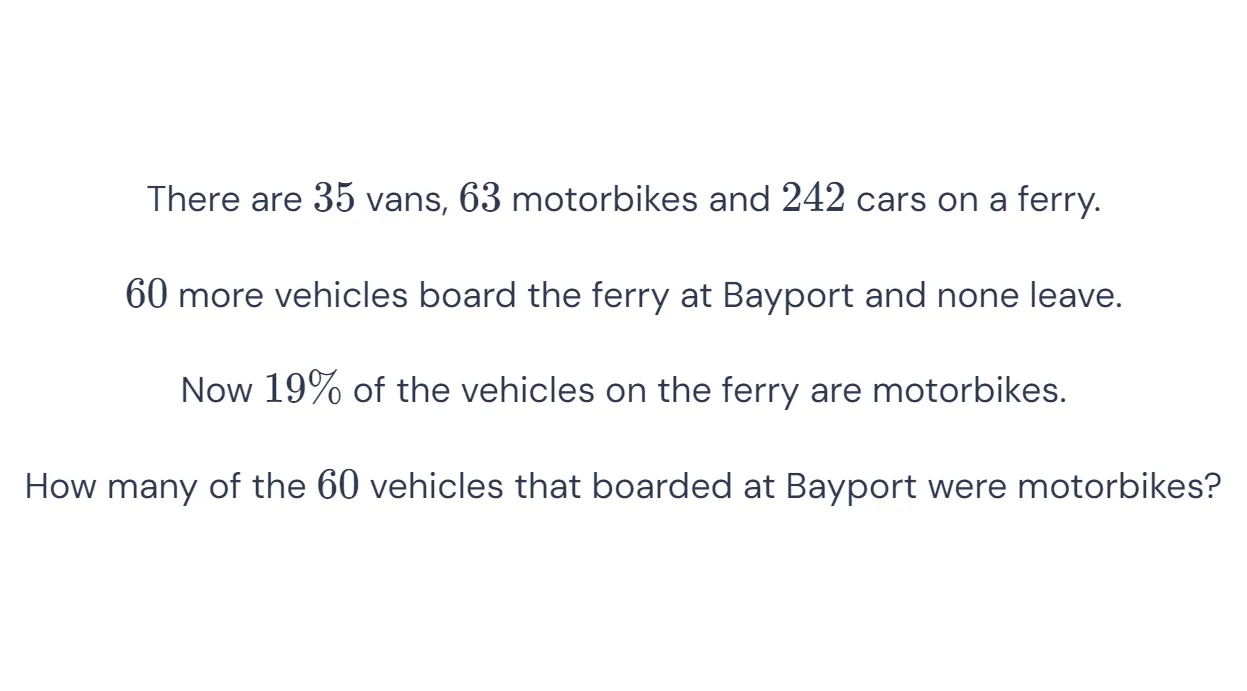 There are 35 vans, 63 motorbikes and 242 cars on a ferry.
60 more vehicles board the ferry at Bayport and none leave.
Now 19% of the vehicles on the ferry are motorbikes.
How many of the 60 vehicles that boarded at Bayport were motorbikes?